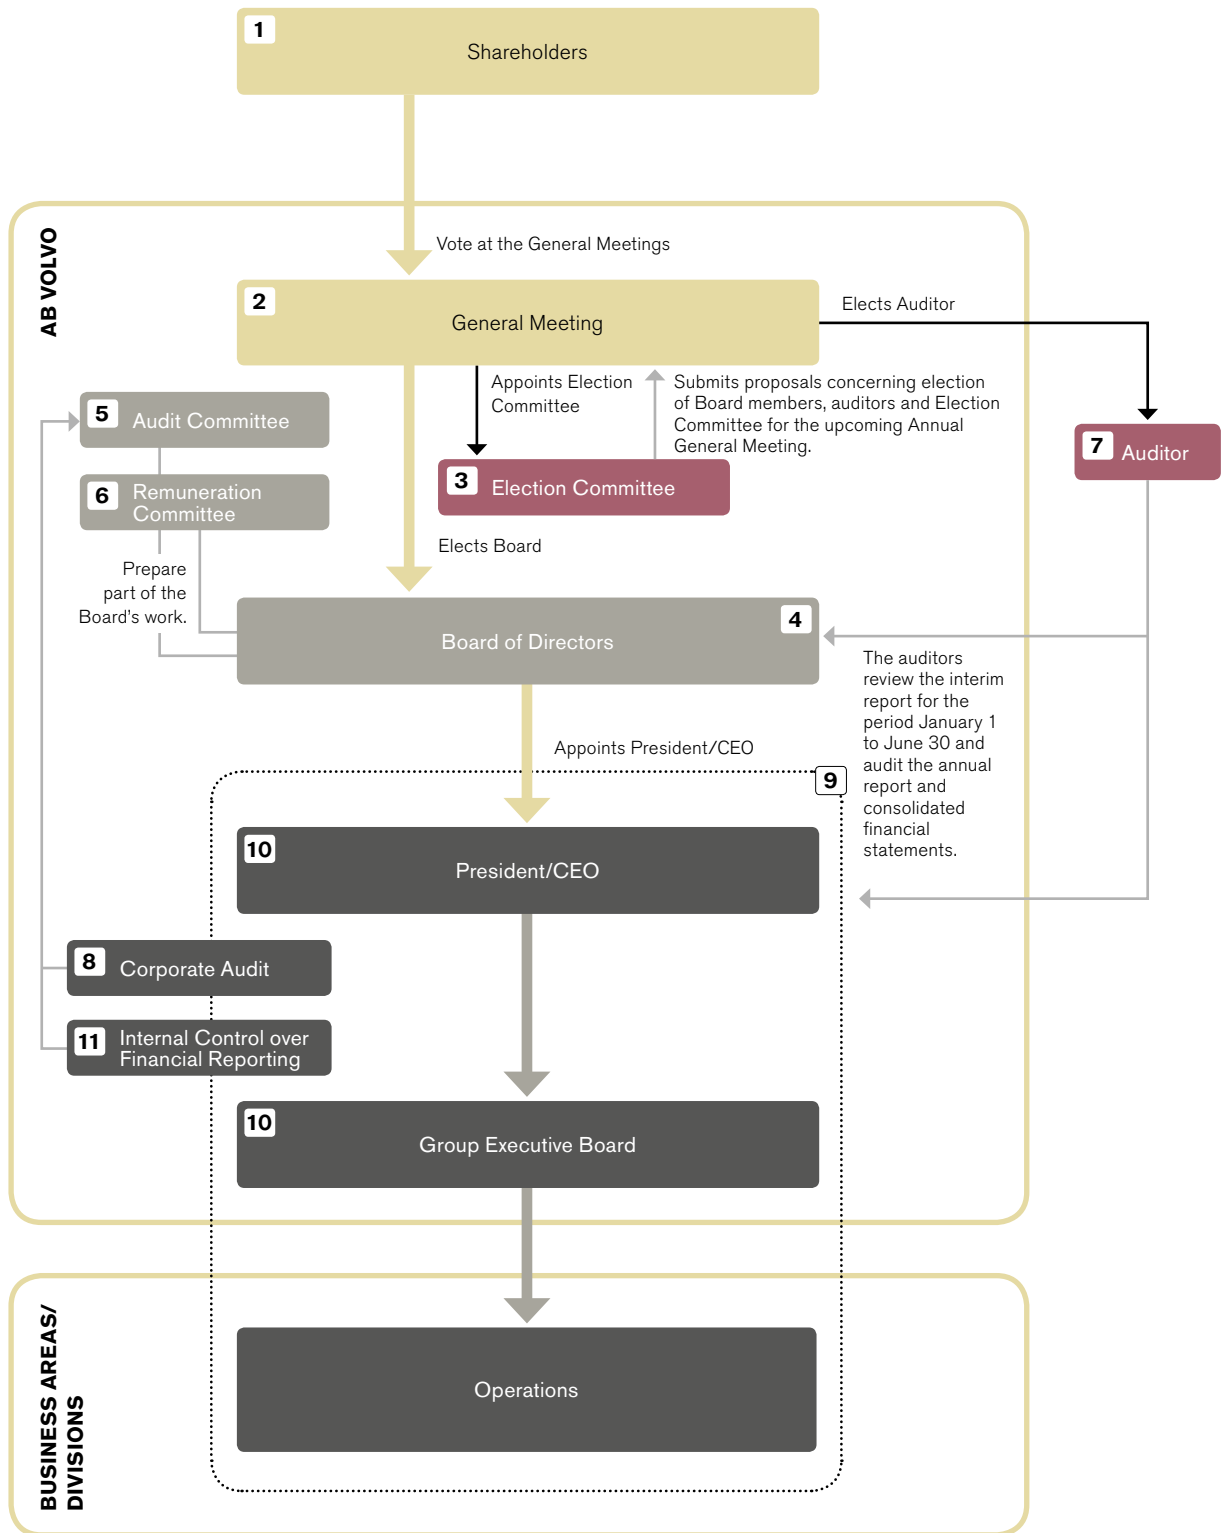 1
Shareholders
AB VOLVO
Vote at the General Meetings
2
General Meeting
Elects Auditor
Appoints Election
Committee
Submits proposals concerning election
of Board members, auditors and Election
Committee for the upcoming Annual
General Meeting.
5
Audit Committee
7
Auditor
6
Remuneration
Committee
3
Election Committee
Elects Board
Prepare
part of the
Board's work.
4
Board of Directors
The auditors
review the interim
report for the
period January 1
to June 30 and
audit the annual
report and
consolidated
financial
statements.
Appoints President/CEO
9
10
President/CEO
8
Corporate Audit
11
Internal Control over
Financial Reporting
10
Group Executive Board
BUSINESS AREAS/
DIVISIONS
Operations